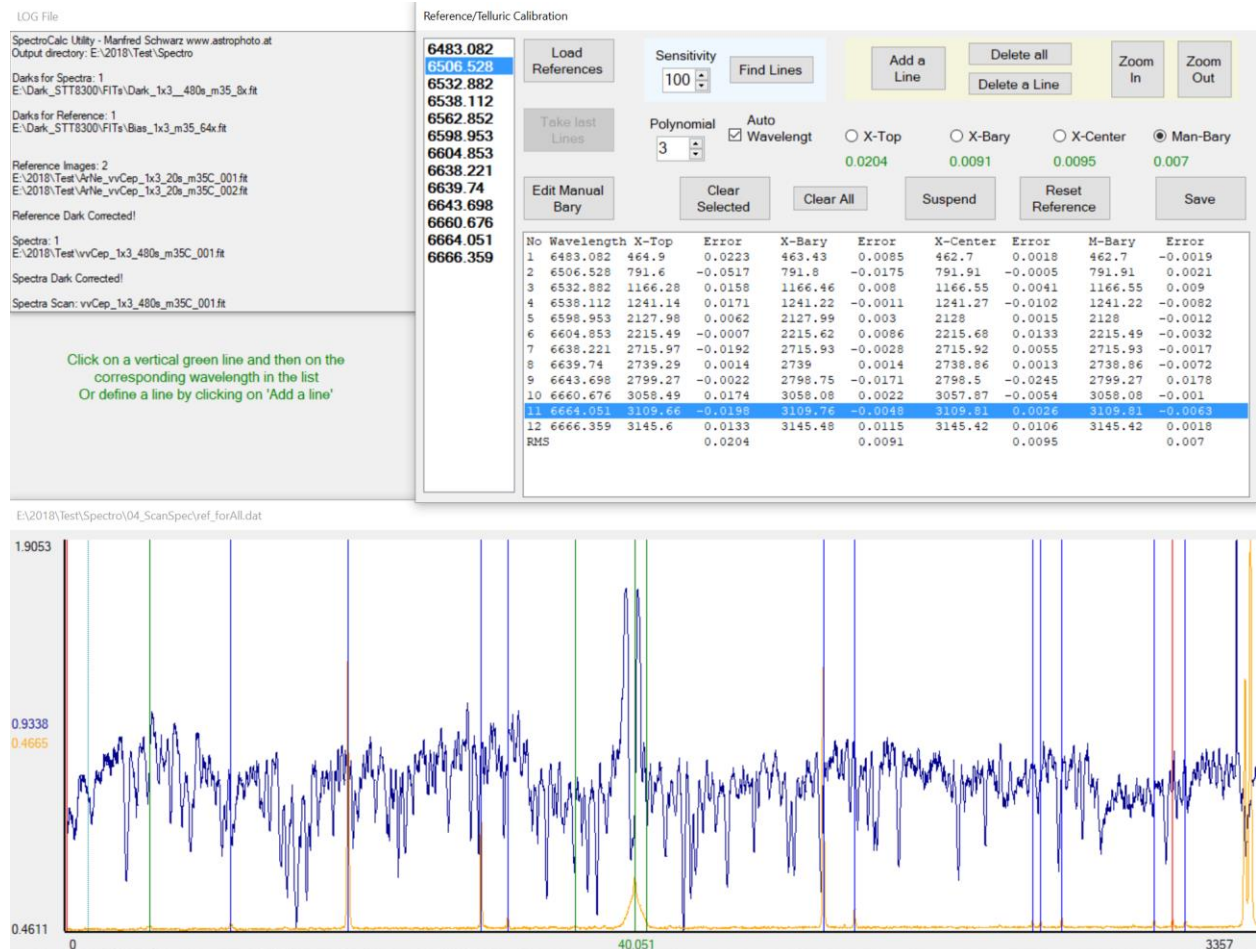 LOG File
SpectroCalc Utility - Manfred Schwarz www.astrophoto.at
Output directory: E:\2018\Test\Spectro
Darks for Spectra: 1
E:\Dark_STT8300\FITs\Dark_1x3__480s_m35_8x.fit
Darks for Reference: 1
E:\Dark_STT8300\FITs\Bias_1x3_m35_64x.fit
Reference Images: 2
E:\2018\Test\ArNe_vvCep_1x3_20s_m35C_001.fit
E:\2018\Test\ArNe_vvCep_1x3_20s_m35C_002.fit
Reference Dark Corrected!
Spectra: 1
E:\2018\Test\vvCep_1x3_480s_m35C_001.fit
Spectra Dark Corrected!
Spectra Scan: vvCep_1x3_480s_m35C_001.fit
Click on a vertical green line and then on the
corresponding wavelength in the list
Or define a line by clicking on 'Add a line'
Reference/Telluric Calibration
6483.082
6506.528
6532.882
6538.112
6562.852
6598.953
6604.853
6638.221
6639.74
6643.698
6660.676
6664.051
6666.359
Load References
Sensitivity
100
Find Lines
Add a Line
Delete all
Delete a Line
Zoom In
Zoom Out
Take last Lines
Polynomial
3
Auto Wavelengt
X-Top
X-Bary
X-Center
Man-Bary
0.0204 0.0091 0.0095 0.007
Edit Manual Bary
Clear Selected
Clear All
Suspend
Reset Reference
Save
No Wavelength X-Top Error X-Bary Error X-Center Error M-Bary Error
1 6483.082 464.9 0.0223 463.43 0.0085 462.7 0.0018 462.7 -0.0019
2 6506.528 791.6 -0.0517 791.8 -0.0175 791.91 -0.0005 791.91 0.0021
3 6532.882 1166.28 0.0158 1166.46 0.008 1166.55 0.0041 1166.55 0.009
4 6538.112 1241.14 0.0171 1241.22 -0.0011 1241.27 -0.0102 1241.22 -0.0082
5 6598.953 2127.98 0.0062 2127.99 0.003 2128 0.0015 2128 -0.0012
6 6604.853 2215.49 -0.0007 2215.62 0.0086 2215.68 0.0133 2215.49 -0.0032
7 6638.221 2715.97 -0.0192 2715.93 -0.0028 2715.92 0.0055 2715.93 -0.0017
8 6639.74 2739.29 0.0014 2739 0.0014 2738.86 0.0013 2738.86 -0.0072
9 6643.698 2799.27 -0.0022 2798.75 -0.0171 2798.5 -0.0245 2799.27 0.0178
10 6660.676 3058.49 0.0174 3058.08 0.0022 3057.87 -0.0054 3058.08 -0.001
11 6664.051 3109.66 -0.0198 3109.76 -0.0048 3109.81 0.0026 3109.81 -0.0063
12 6666.359 3145.6 0.0133 3145.48 0.0115 3145.42 0.0106 3145.42 0.0018
RMS 0.0204 0.0091 0.0095 0.007
E:\2018\Test\Spectro\04_ScanSpec\ref_forAll.dat
1.9053
0.9338
0.4665
0.4611
0 40.051 3357